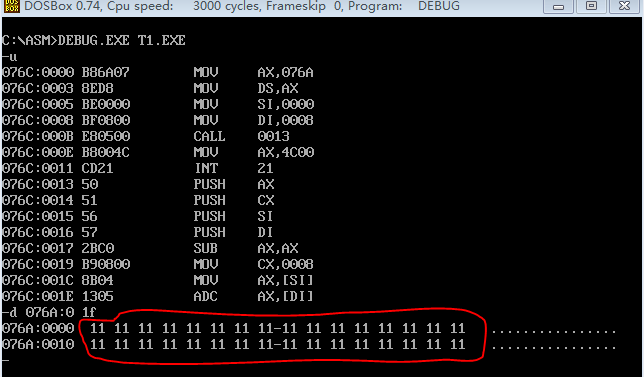 DOSBox 0.74, Cpu speed: 3000 cycles, Frameskip 0, Program: DEBUG
C:\ASM>DEBUG.EXE T1.EXE
-u
076C:0000 B86A07 MOV AX,076A
076C:0003 8ED8 MOV DS,AX
076C:0005 BE0000 MOV SI,0000
076C:0008 BF0800 MOV DI,0008
076C:000B E80500 CALL 0013
076C:000E B8004C MOV AX,4C00
076C:0011 CD21 INT 21
076C:0013 50 PUSH AX
076C:0014 51 PUSH CX
076C:0015 56 PUSH SI
076C:0016 57 PUSH DI
076C:0017 2BC0 SUB AX,AX
076C:0019 B90800 MOV CX,0008
076C:001C 8B04 MOV AX,[SI]
076C:001E 1305 ADC AX,[DI]
-d 076A:0 1f
076A:0000 11 11 11 11 11 11 11 11-11 11 11 11 11 11 11 11 ................
076A:0010 11 11 11 11 11 11 11 11-11 11 11 11 11 11 11 11 ................
-